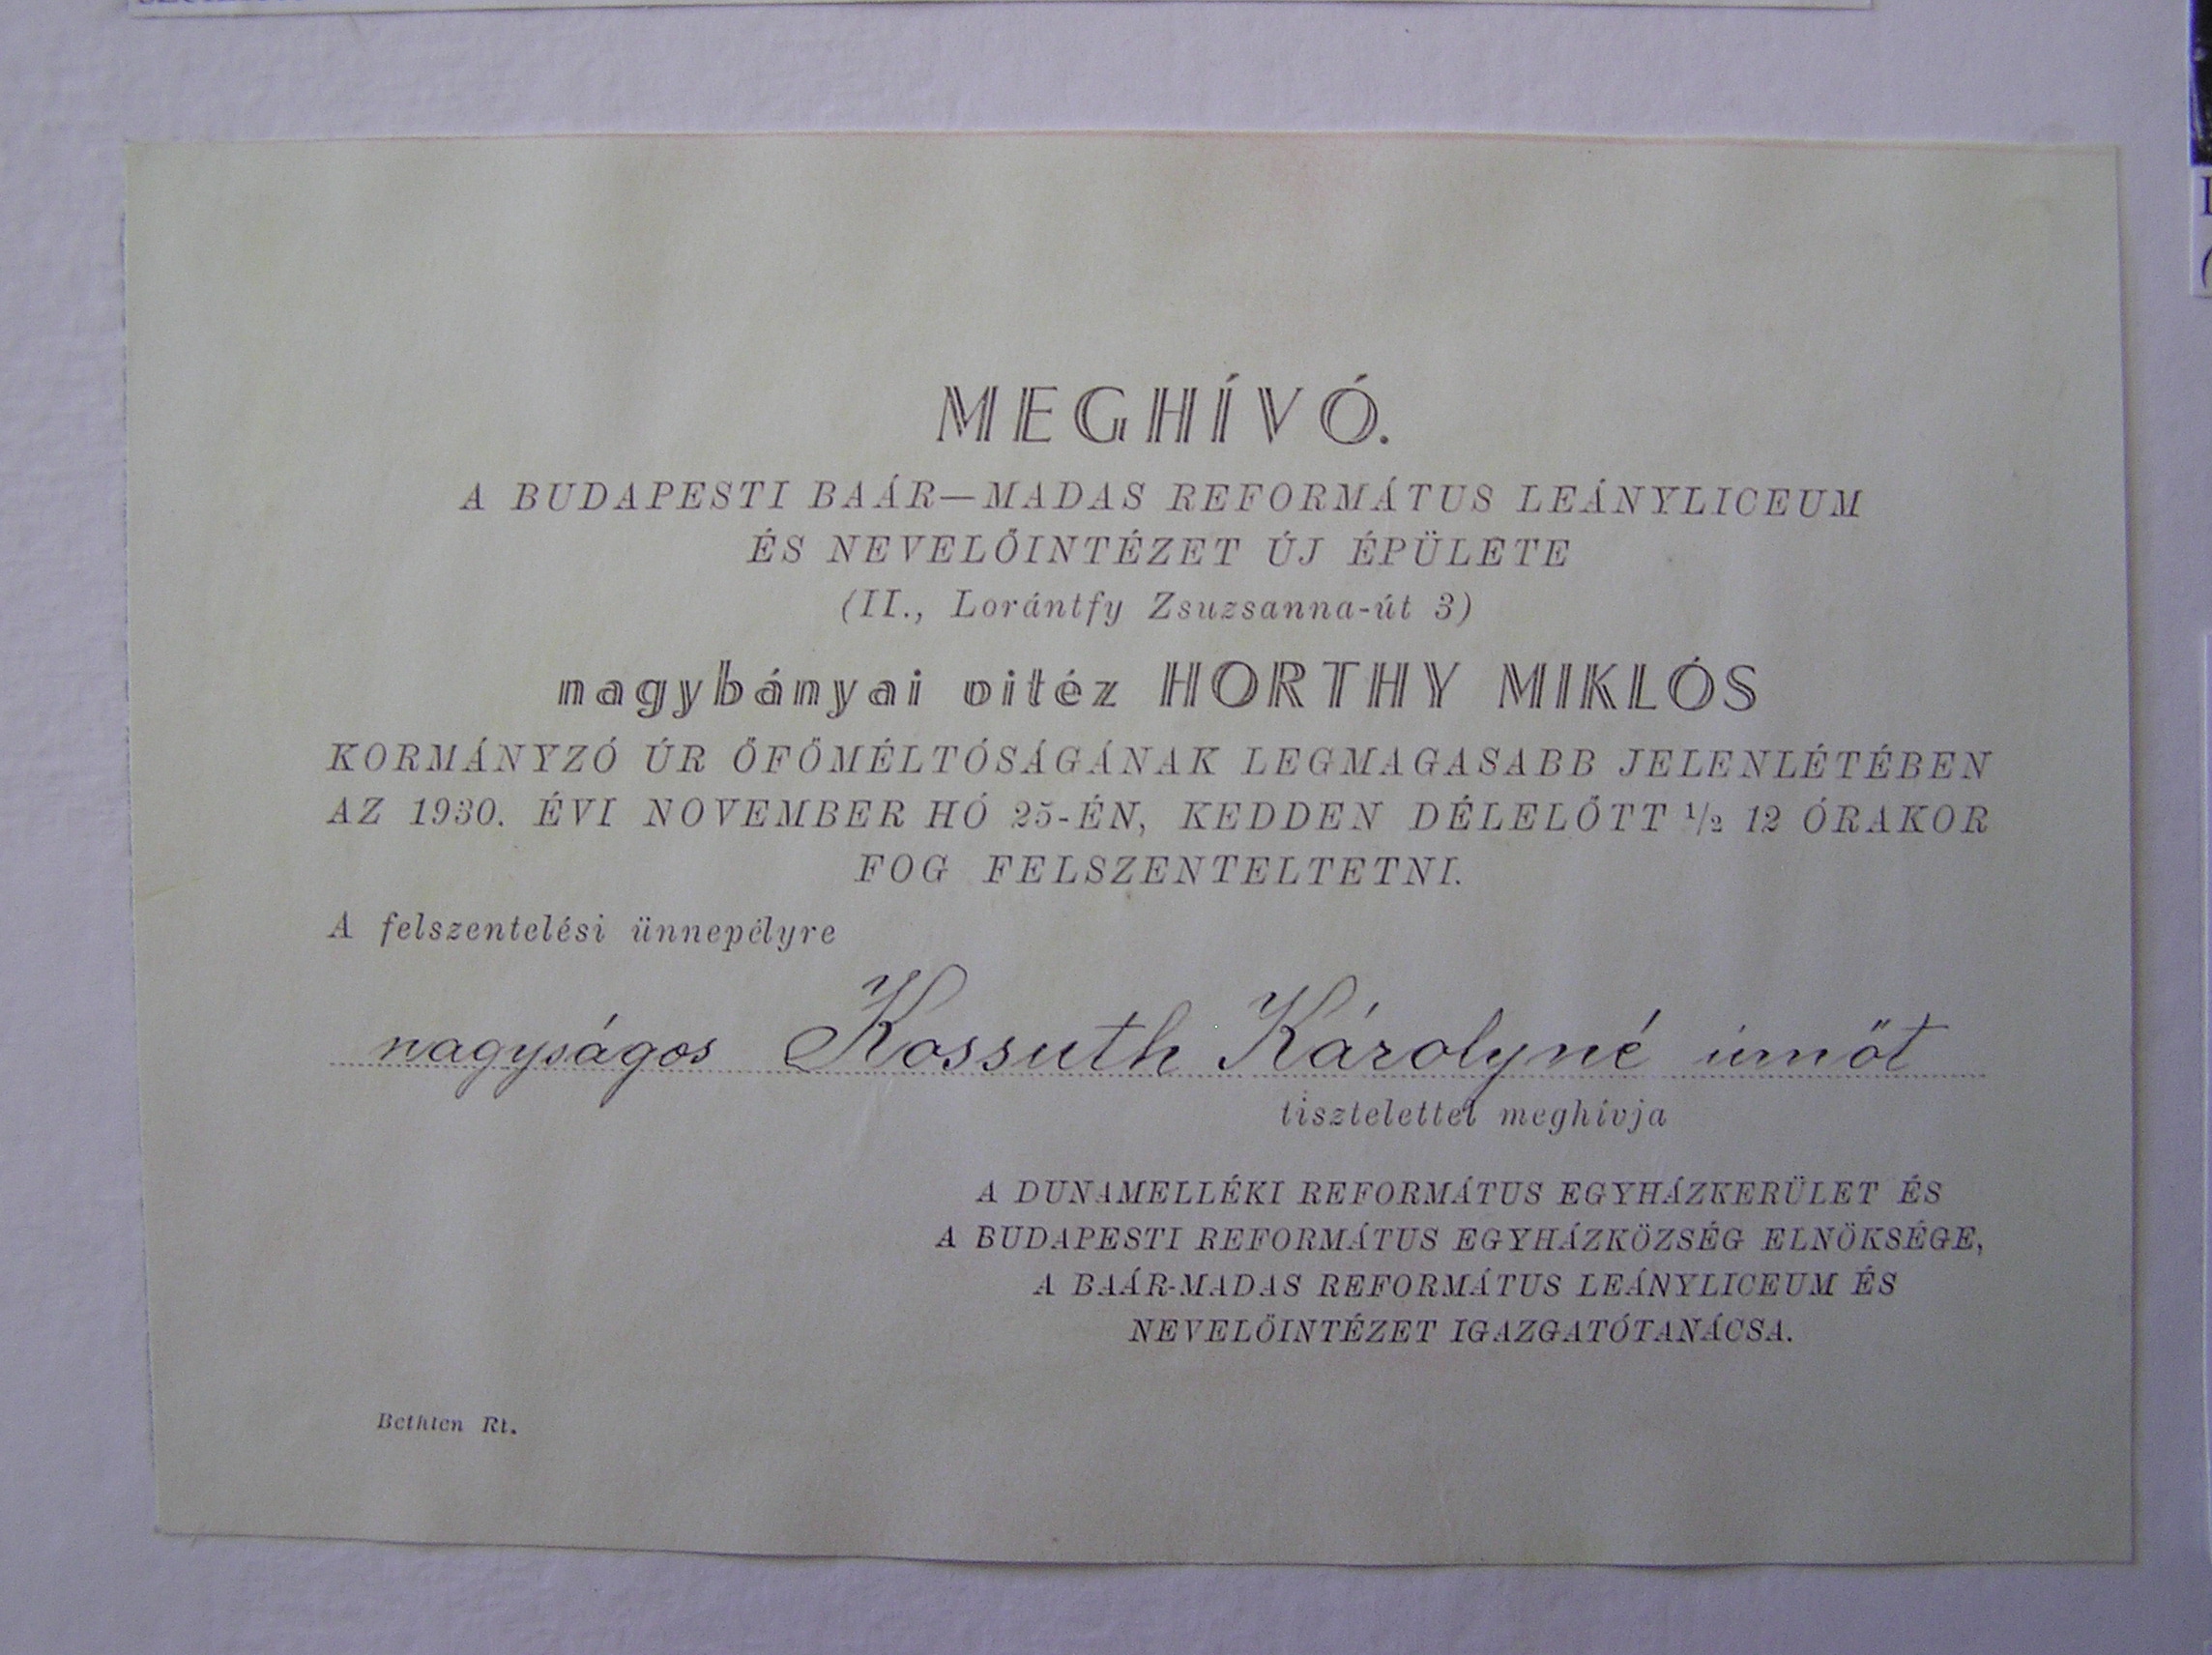 MEGHÍVÓ.
A BUDAPESTI BAÁR—MADAS REFORMÁTUS LEÁNYLICEUM
ÉS NEVELŐINTÉZET ÚJ ÉPÜLETE
(II., Lorántfy Zsuzsanna-út 3)
nagybányai vitéz HORTHY MIKLÓS
KORMÁNYZÓ ÚR ŐFŐMÉLTÓSÁGÁNAK LEGMAGASABB JELENLÉTÉBEN
AZ 1930. ÉVI NOVEMBER HÓ 25-ÉN, KEDDEN DÉLELŐTT ½ 12 ÓRAKOR
FOG FELSZENTELTETNI.
A felszentelési ünnepélyre
nagyságos Kossuth Károlyné úrnőt
tisztelettel meghívja
A DUNAMELLÉKI REFORMÁTUS EGYHÁZKERÜLET ÉS
A BUDAPESTI REFORMÁTUS EGYHÁZKÖZSÉG ELNÖKSÉGE,
A BAÁR-MADAS REFORMÁTUS LEÁNYLICEUM ÉS
NEVELŐINTÉZET IGAZGATÓTANÁCSA.
Bethlen Rt.